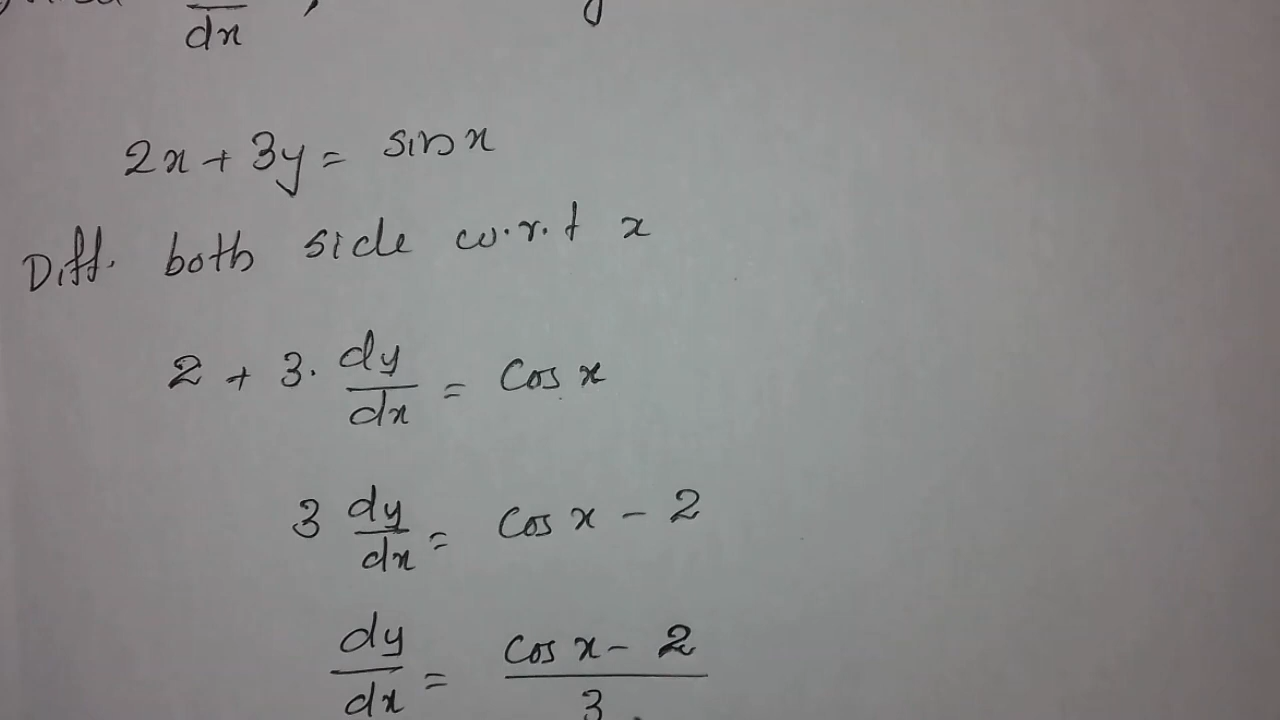 dx ,
2x + 3y = sin x
Diff. both side w.r.t x
2 + 3. dy/dx = cos x
3 dy/dx = cos x - 2
dy/dx = cos x - 2 / 3.